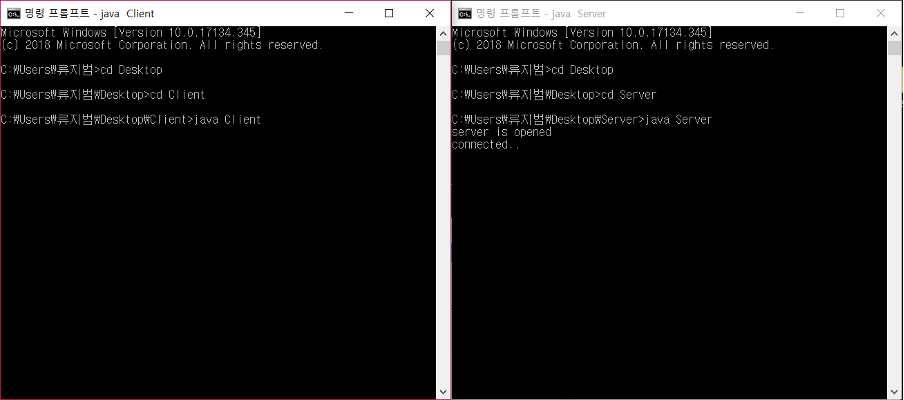 명령 프롬프트 - java Client
Microsoft Windows [Version 10.0.17134.345]
(c) 2018 Microsoft Corporation. All rights reserved.
C:₩Users₩류지범>cd Desktop
C:₩Users₩류지범₩Desktop>cd Client
C:₩Users₩류지범₩Desktop₩Client>java Client
명령 프롬프트 - java Server
Microsoft Windows [Version 10.0.17134.345]
(c) 2018 Microsoft Corporation. All rights reserved.
C:₩Users₩류지범>cd Desktop
C:₩Users₩류지범₩Desktop>cd Server
C:₩Users₩류지범₩Desktop₩Server>java Server
server is opened
connected..